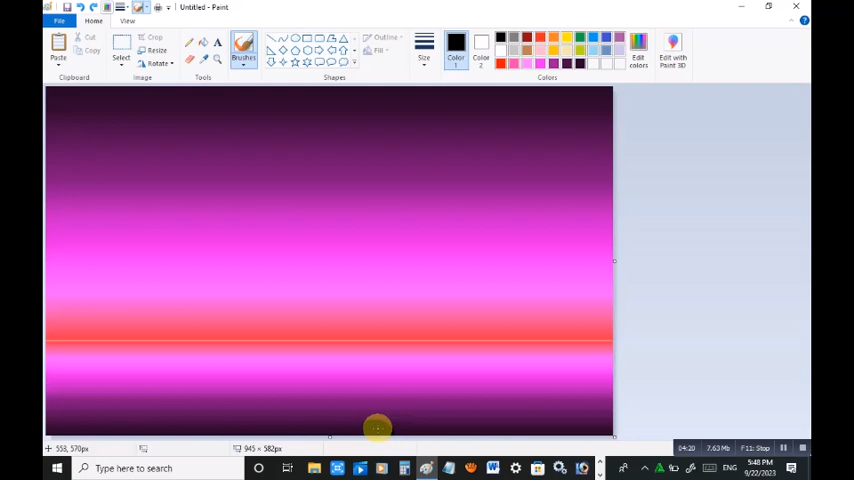 Untitled - Paint
File Home View
Paste
Cut
Copy
Clipboard
Select
Crop
Resize
Rotate
Image
Tools
Brushes
Shapes
Outline
Fill
Size
Color 1
Color 2
Colors
Edit colors
Edit with Paint 3D
553, 570px
945 × 582px
04:20 7.63 Mb F11: Stop
Type here to search
ENG
5:48 PM
9/22/2023